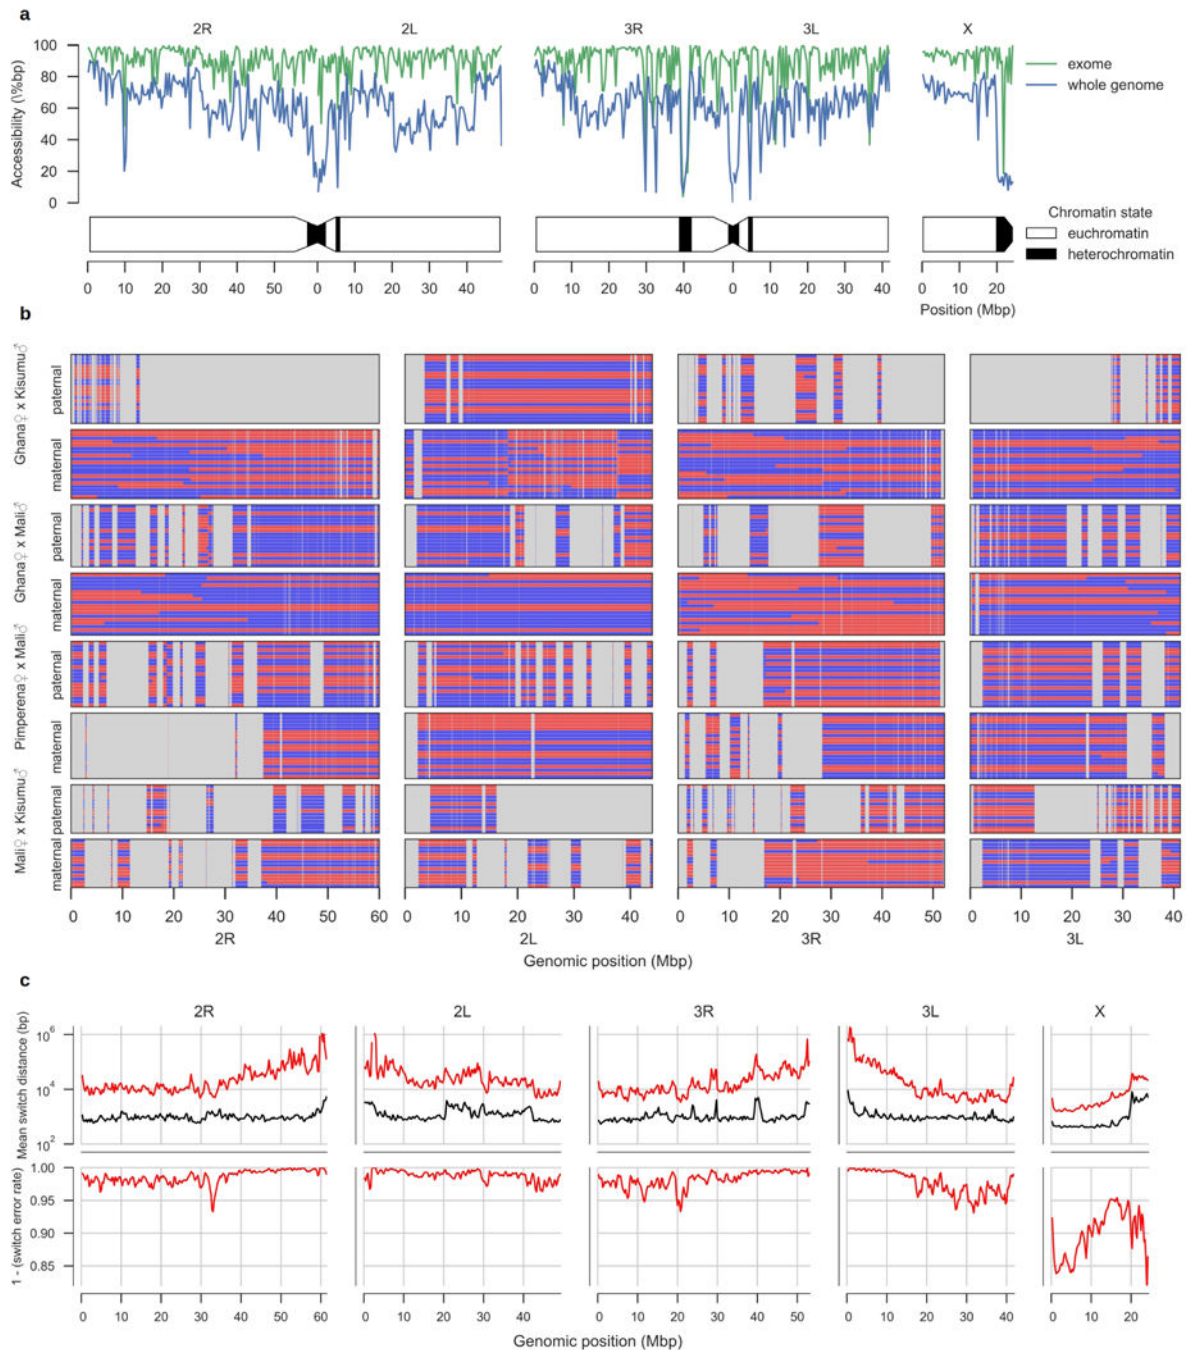 a
2R 2L 3R 3L X
100
80
60
40
20
0
Accessibility (\%bp)
exome
whole genome
Chromatin state
euchromatin
heterochromatin
0 10 20 30 40 50 0 10 20 30 40 0 10 20 30 40 0 10 20 30 40 0 20
Position (Mbp)
b
Ghana♀ x Kisumu♂
paternal
maternal
Ghana♀ x Mali♂
paternal
maternal
Pimperena♀ x Mali♂
paternal
maternal
Mali♀ x Kisumu♂
paternal
maternal
0 10 20 30 40 50 60 0 10 20 30 40 0 10 20 30 40 50 0 10 20 30 40
2R 2L 3R 3L
Genomic position (Mbp)
c
2R 2L 3R 3L X
Mean switch distance (bp)
10^6
10^4
10^2
1 - (switch error rate)
1.00
0.95
0.90
0.85
0 10 20 30 40 50 60 0 10 20 30 40 0 10 20 30 40 50 0 10 20 30 40 0 10 20
Genomic position (Mbp)